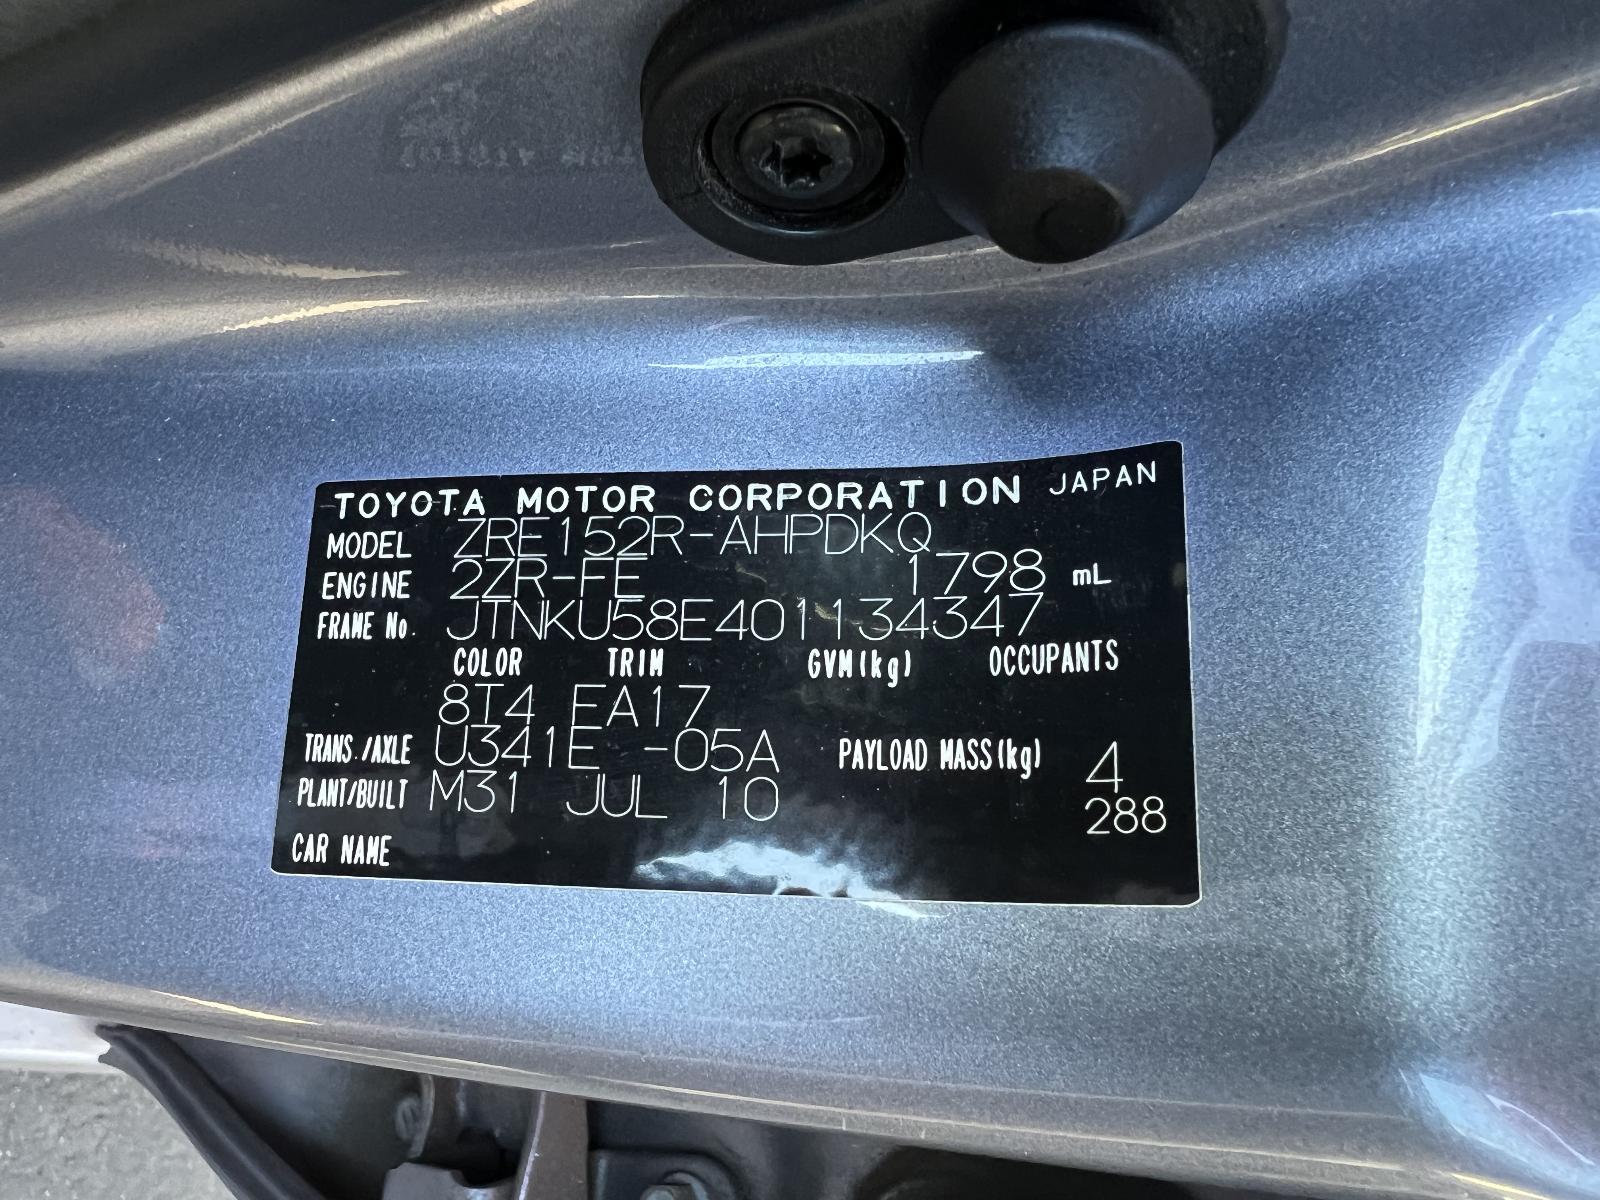 TOYOTA MOTOR CORPORATION JAPAN
MODEL ZRE152R-AHPDKQ
ENGINE 2ZR-FE 1798 mL
FRAME No. JTNKU58E401134347
COLOR TRIM GVM(kg) OCCUPANTS
8T4 EA17
TRANS./AXLE U341E -05A PAYLOAD MASS(kg) 4
PLANT/BUILT M31 JUL 10 288
CAR NAME